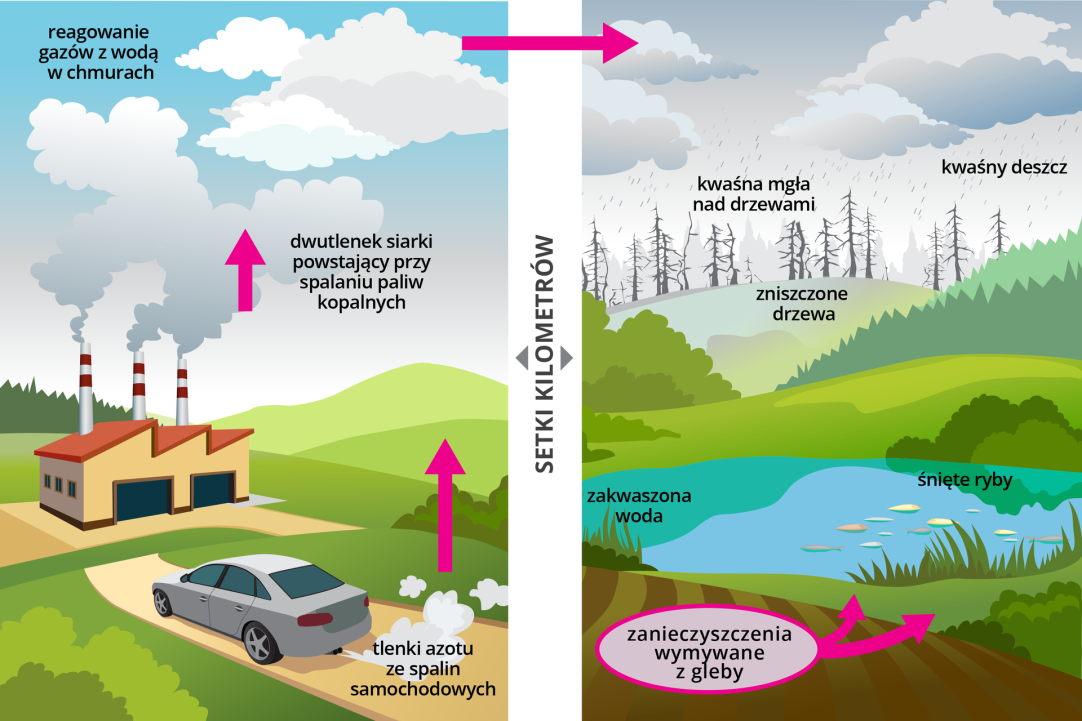 reagowanie
gazów z wodą
w chmurach
dwutlenek siarki
powstający przy
spalaniu paliw
kopalnych
tlenki azotu
ze spalin
samochodowych
SETKI KILOMETRÓW
kwaśny deszcz
kwaśna mgła
nad drzewami
zniszczone
drzewa
śnięte ryby
zakwaszona
woda
zanieczyszczenia
wymywane
z gleby